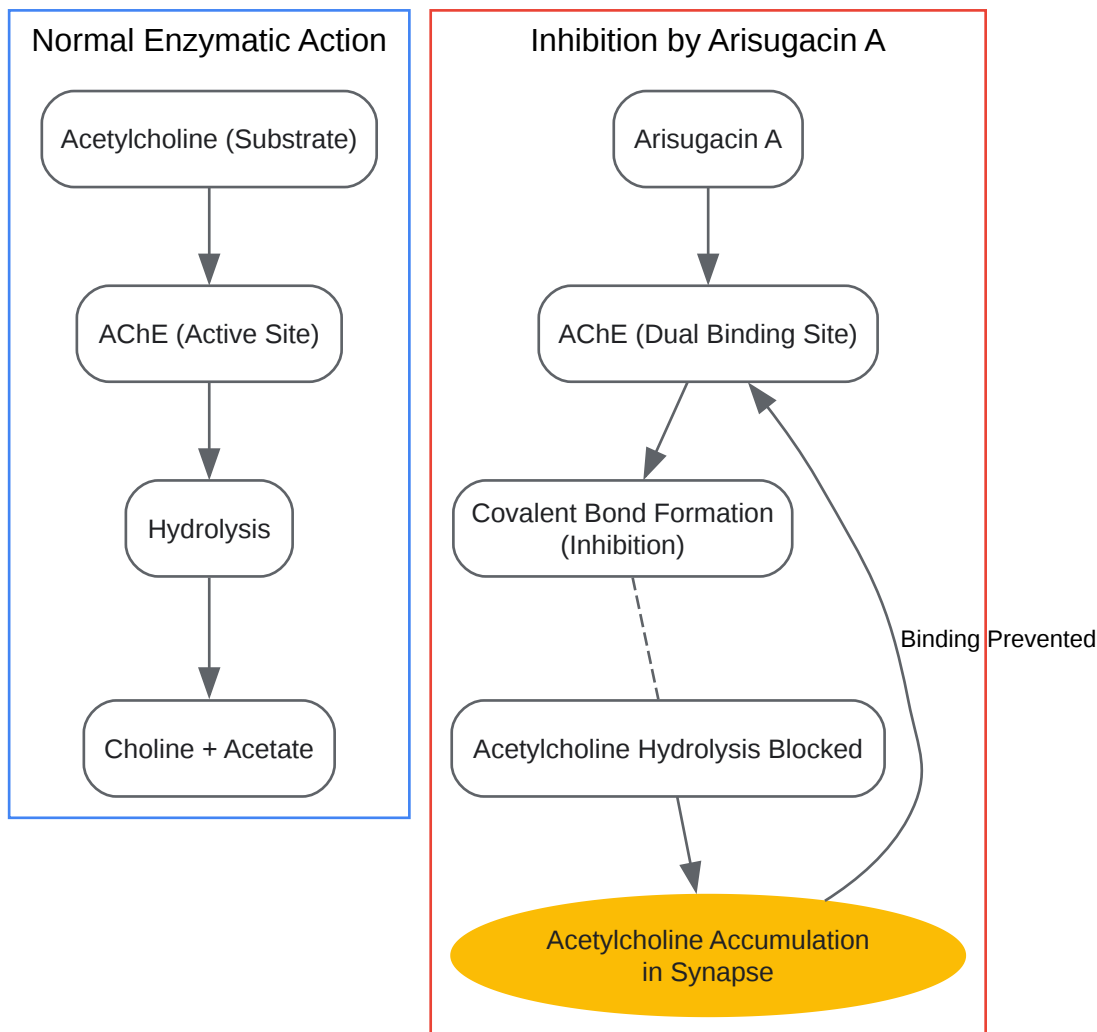 Normal Enzymatic Action
Acetylcholine (Substrate)
AChE (Active Site)
Hydrolysis
Choline + Acetate
Inhibition by Arisugacin A
Arisugacin A
AChE (Dual Binding Site)
Covalent Bond Formation
(Inhibition)
Binding Prevented
Acetylcholine Hydrolysis Blocked
Acetylcholine Accumulation
in Synapse